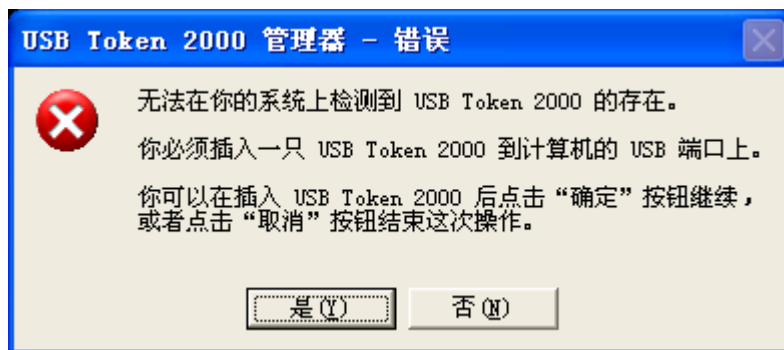 USB Token 2000 管理器 - 错误
无法在你的系统上检测到 USB Token 2000 的存在。
你必须插入一只 USB Token 2000 到计算机的 USB 端口上。
你可以在插入 USB Token 2000 后点击“确定”按钮继续，
或者点击“取消”按钮结束这次操作。
是(Y)
否(N)